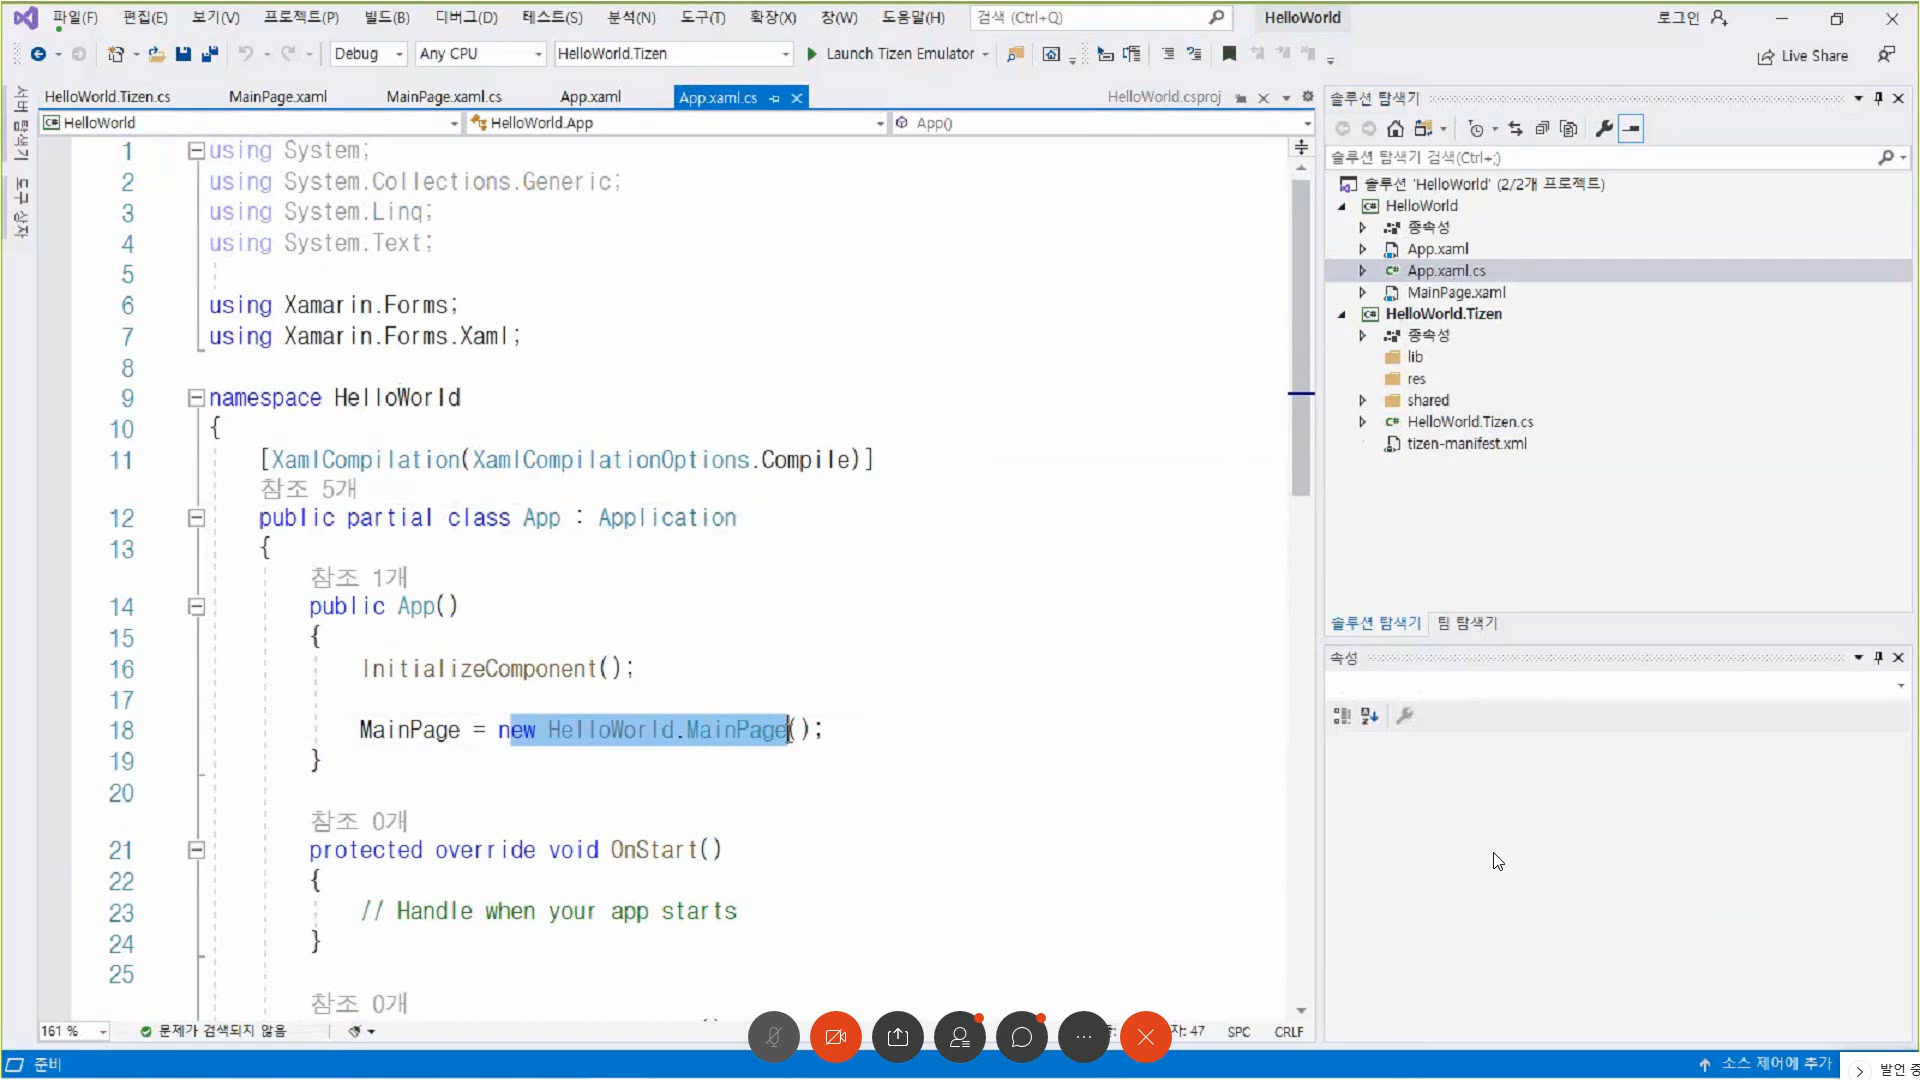 파일(F) 편집(E) 보기(V) 프로젝트(P) 빌드(B) 디버그(D) 테스트(S) 분석(N) 도구(T) 확장(X) 창(W) 도움말(H) 검색 (Ctrl+Q) HelloWorld 로그인
Debug Any CPU HelloWorld.Tizen Launch Tizen Emulator Live Share
서버 탐색기
도구 상자
HelloWorld.Tizen.cs MainPage.xaml MainPage.xaml.cs App.xaml App.xaml.cs HelloWorld.csproj
HelloWorld HelloWorld.App App()
1 using System;
2 using System.Collections.Generic;
3 using System.Linq;
4 using System.Text;
5
6 using Xamarin.Forms;
7 using Xamarin.Forms.Xaml;
8
9 namespace HelloWorld
10 {
11 [XamlCompilation(XamlCompilationOptions.Compile)]
참조 5개
12 public partial class App : Application
13 {
참조 1개
14 public App()
15 {
16 InitializeComponent();
17
18 MainPage = new HelloWorld.MainPage();
19 }
20
참조 0개
21 protected override void OnStart()
22 {
23 // Handle when your app starts
24 }
25
참조 0개
161 % 문제가 검색되지 않음 자: 47 SPC CRLF
솔루션 탐색기
솔루션 탐색기 검색(Ctrl+;)
솔루션 'HelloWorld' (2/2개 프로젝트)
C# HelloWorld
종속성
App.xaml
C# App.xaml.cs
MainPage.xaml
C# HelloWorld.Tizen
종속성
lib
res
shared
C# HelloWorld.Tizen.cs
tizen-manifest.xml
솔루션 탐색기 팀 탐색기
속성
준비 소스 제어에 추가 발언 중